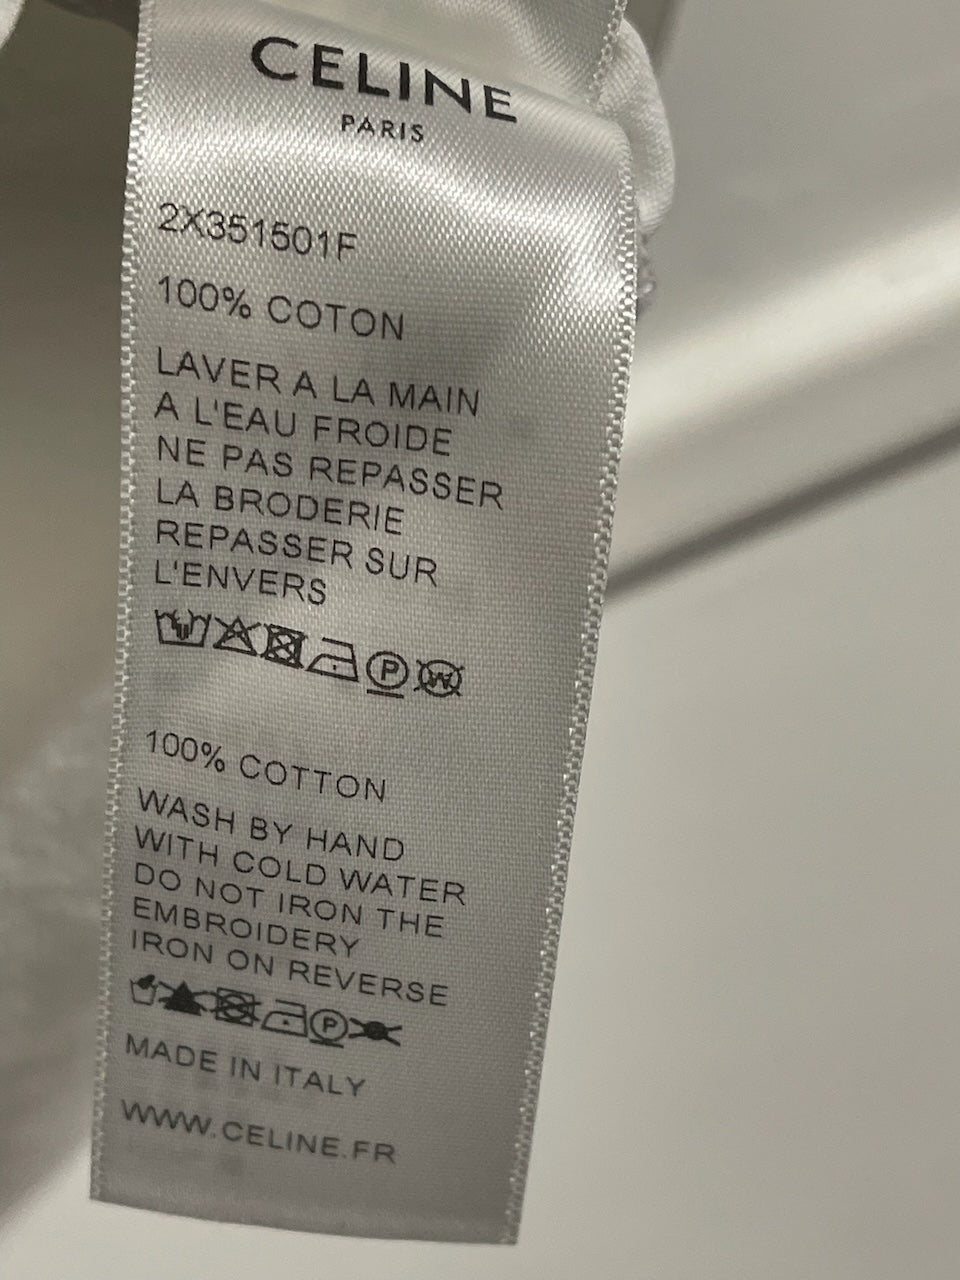 CELINE
PARIS
2X351501F
100% COTON
LAVER A LA MAIN
A L'EAU FROIDE
NE PAS REPASSER
LA BRODERIE
REPASSER SUR
L'ENVERS
P W
100% COTTON
WASH BY HAND
WITH COLD WATER
DO NOT IRON THE
EMBROIDERY
IRON ON REVERSE
P
MADE IN ITALY
WWW.CELINE.FR